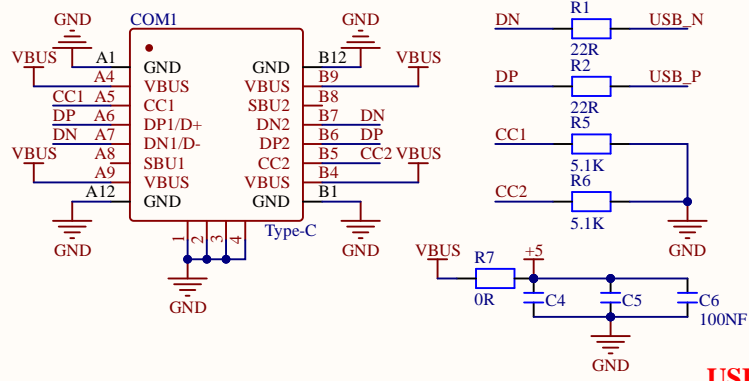 COM1
GND
GND
VBUS
A1
GND
GND
B12
VBUS
A4
VBUS
VBUS
B9
CC1
A5
CC1
SBU2
B8
DP
A6
DP1/D+
DN2
B7
DN
DN
A7
DN1/D-
DP2
B6
DP
VBUS
A8
SBU1
CC2
B5
CC2
VBUS
A9
VBUS
VBUS
B4
A12
GND
GND
B1
GND
1
2
3
4
Type-C
GND
GND
DN
R1
USB_N
22R
DP
R2
USB_P
22R
CC1
R5
5.1K
CC2
R6
5.1K
GND
VBUS
R7
0R
+5
C4
C5
C6
100NF
GND